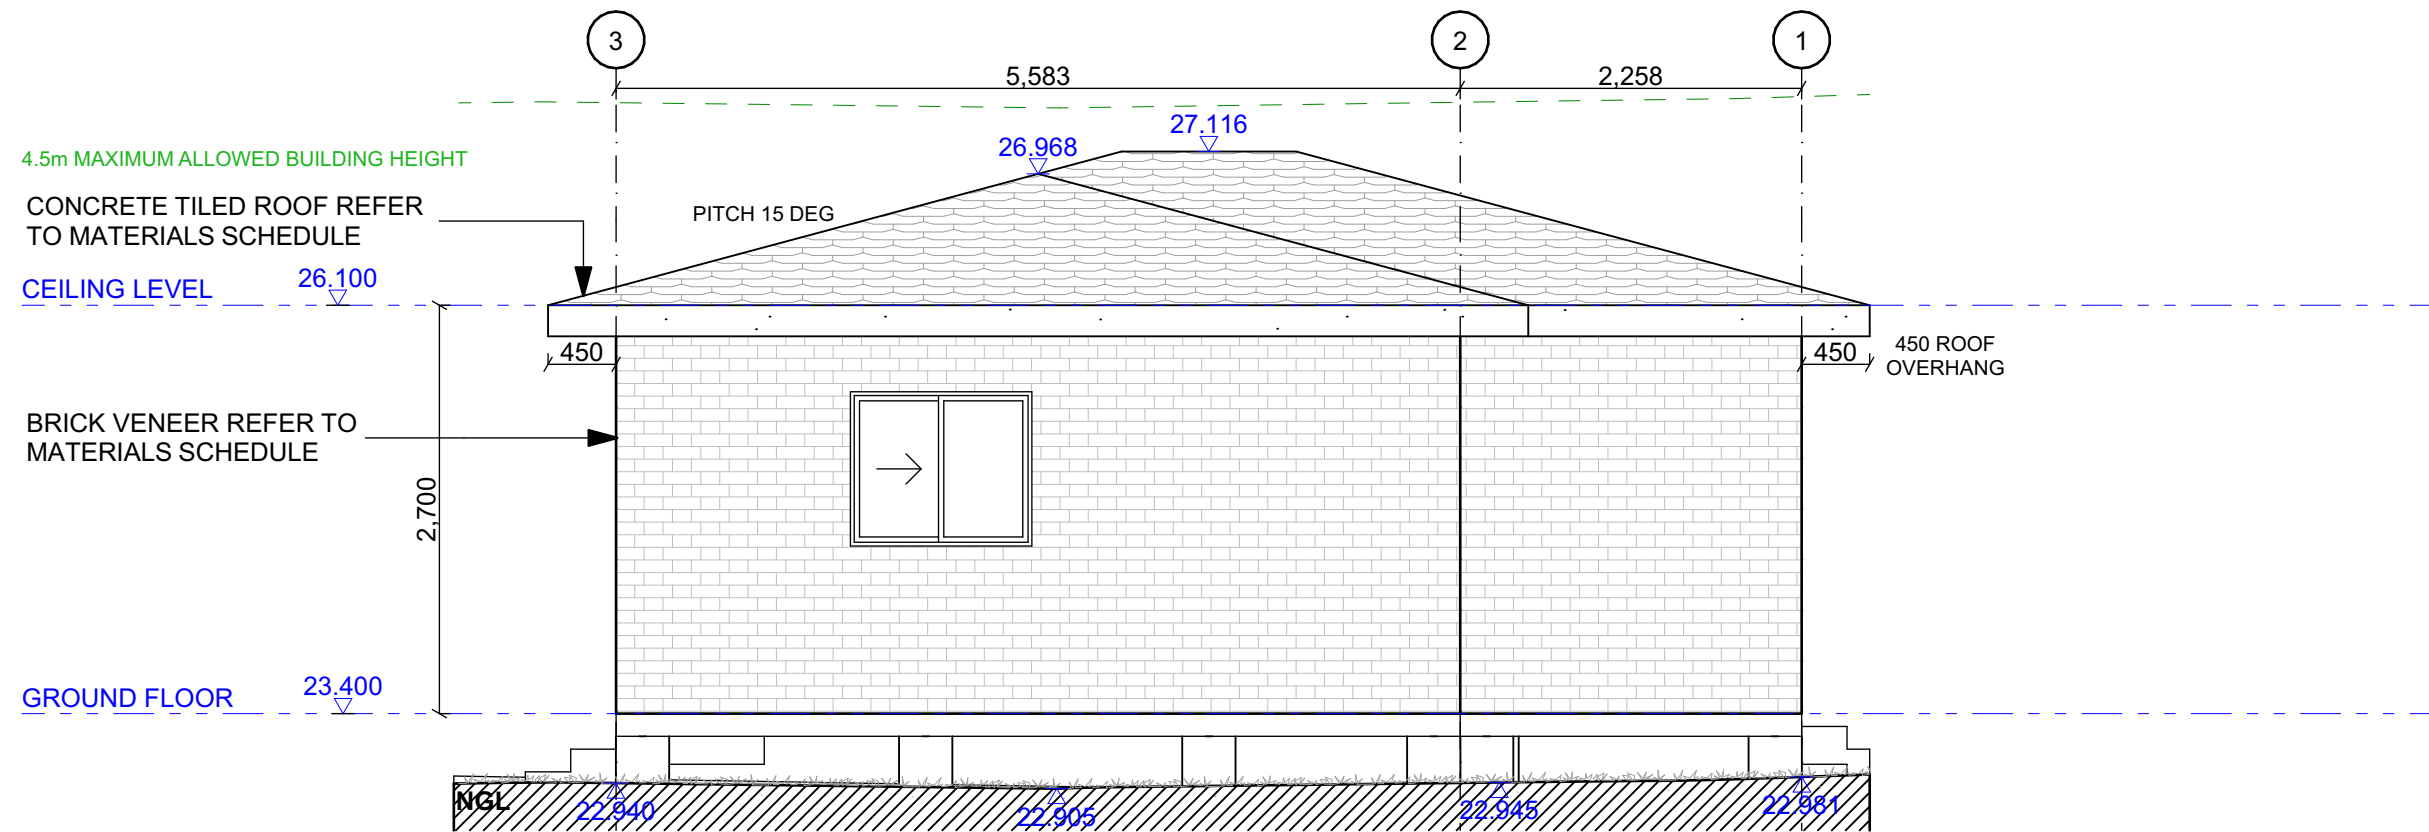 3
2
1
5,583
2,258
27.116
26.968
4.5m MAXIMUM ALLOWED BUILDING HEIGHT
CONCRETE TILED ROOF REFER
TO MATERIALS SCHEDULE
PITCH 15 DEG
CEILING LEVEL
26.100
450
450
450 ROOF
OVERHANG
BRICK VENEER REFER TO
MATERIALS SCHEDULE
2,700
GROUND FLOOR
23.400
NGL
22.940
22.905
22.945
22.981